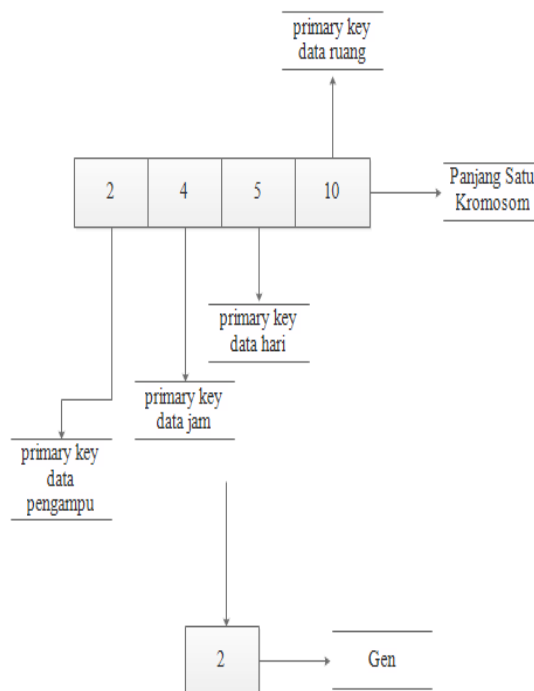 primary key
data ruang
2
4
5
10
Panjang Satu
Kromosom
primary key
data hari
primary key
data jam
primary key
data
pengampu
2
Gen